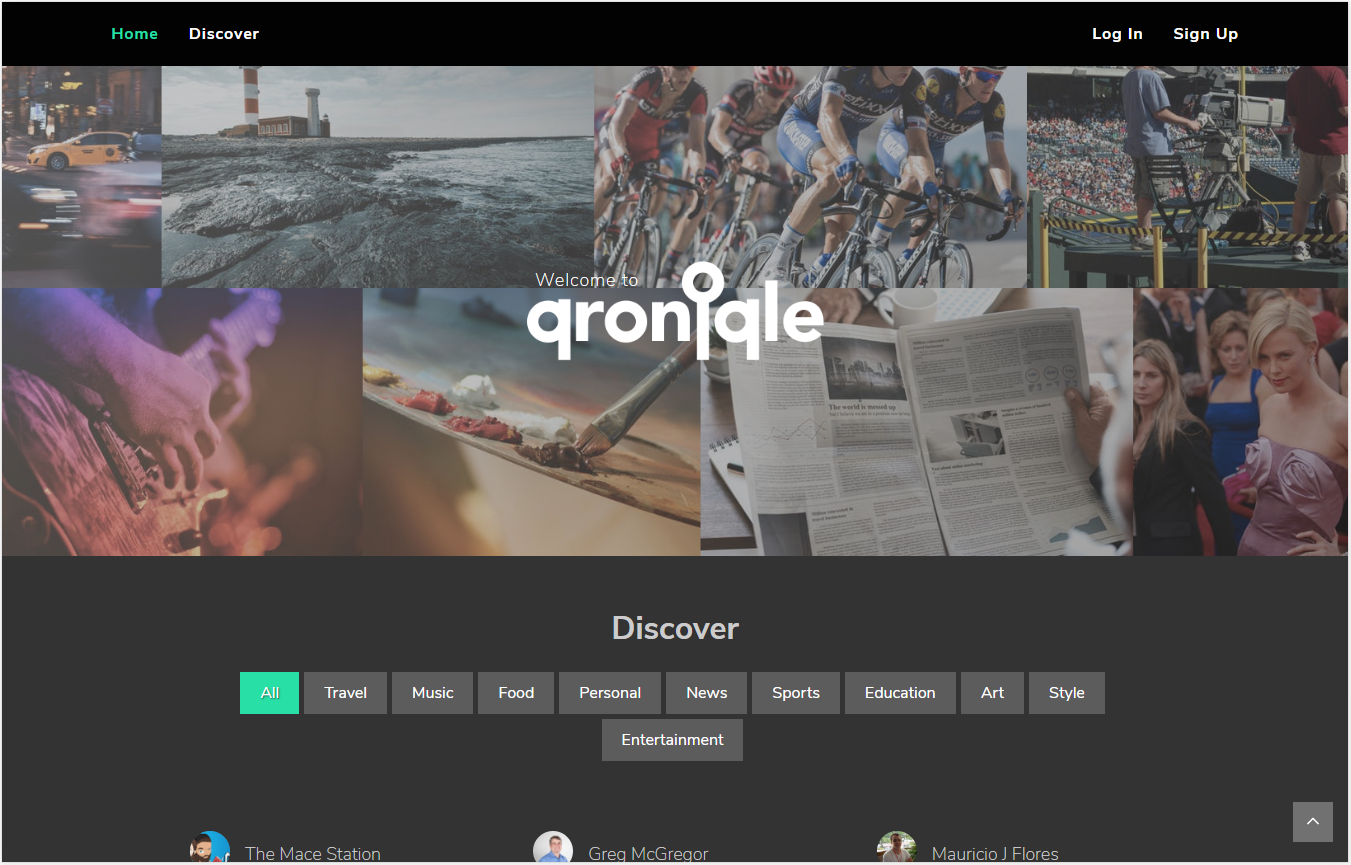 Home Discover Log In Sign Up
Welcome to
qroniqle
The world is messed up
Discover
All Travel Music Food Personal News Sports Education Art Style
Entertainment
The Mace Station Greg McGregor Mauricio J Flores